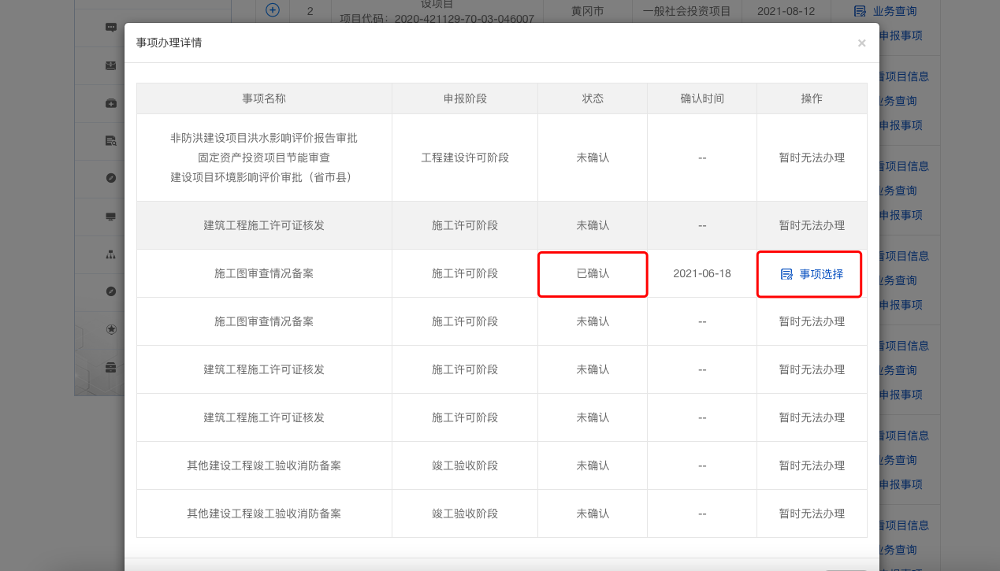 设项目
2
项目代码：2020-421129-70-03-046007
黄冈市
一般社会投资项目
2021-08-12
业务查询
申报事项
事项办理详情
×
事项名称 申报阶段 状态 确认时间 操作
非防洪建设项目洪水影响评价报告审批
固定资产投资项目节能审查
建设项目环境影响评价审批（省市县）
工程建设许可阶段 未确认 -- 暂时无法办理
建筑工程施工许可证核发 施工许可阶段 未确认 -- 暂时无法办理
施工图审查情况备案 施工许可阶段 已确认 2021-06-18 事项选择
施工图审查情况备案 施工许可阶段 未确认 -- 暂时无法办理
建筑工程施工许可证核发 施工许可阶段 未确认 -- 暂时无法办理
建筑工程施工许可证核发 施工许可阶段 未确认 -- 暂时无法办理
其他建设工程竣工验收消防备案 竣工验收阶段 未确认 -- 暂时无法办理
其他建设工程竣工验收消防备案 竣工验收阶段 未确认 -- 暂时无法办理
看项目信息
业务查询
申报事项
看项目信息
业务查询
申报事项
看项目信息
业务查询
申报事项
看项目信息
业务查询
申报事项
看项目信息
业务查询
申报事项
看项目信息
业务查询